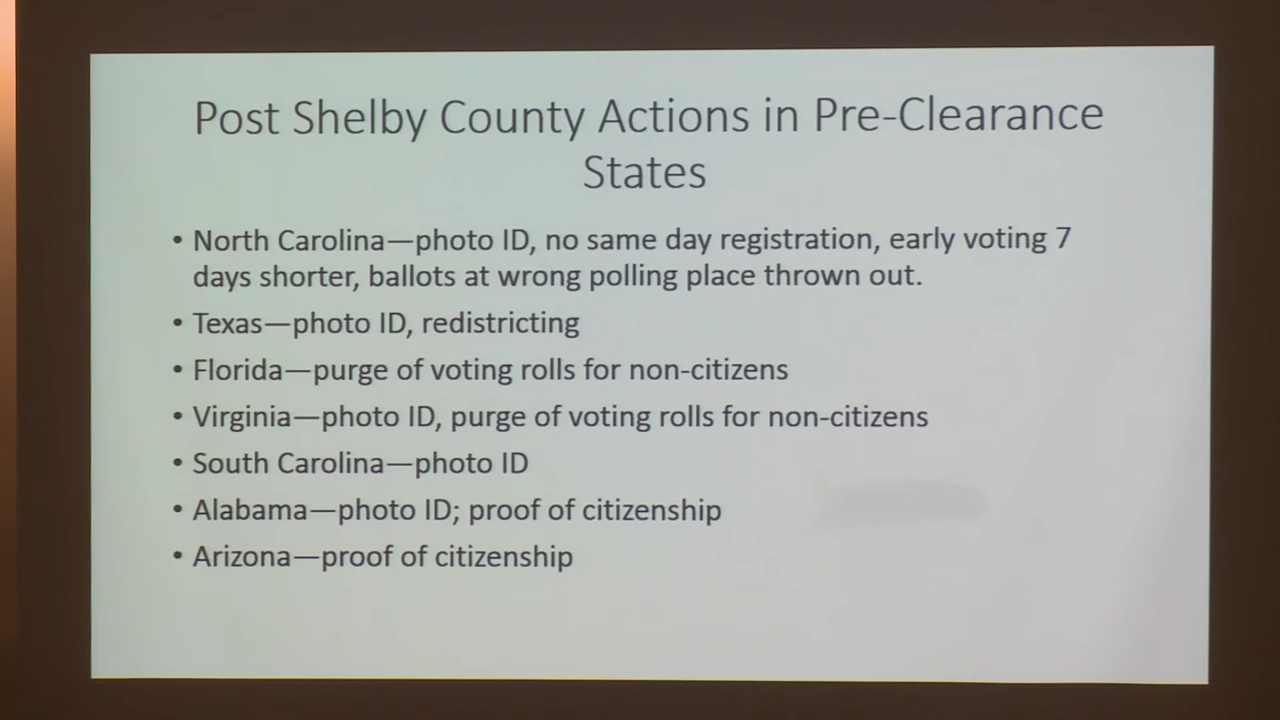 Post Shelby County Actions in Pre-Clearance
States
• North Carolina—photo ID, no same day registration, early voting 7
days shorter, ballots at wrong polling place thrown out.
• Texas—photo ID, redistricting
• Florida—purge of voting rolls for non-citizens
• Virginia—photo ID, purge of voting rolls for non-citizens
• South Carolina—photo ID
• Alabama—photo ID; proof of citizenship
• Arizona—proof of citizenship